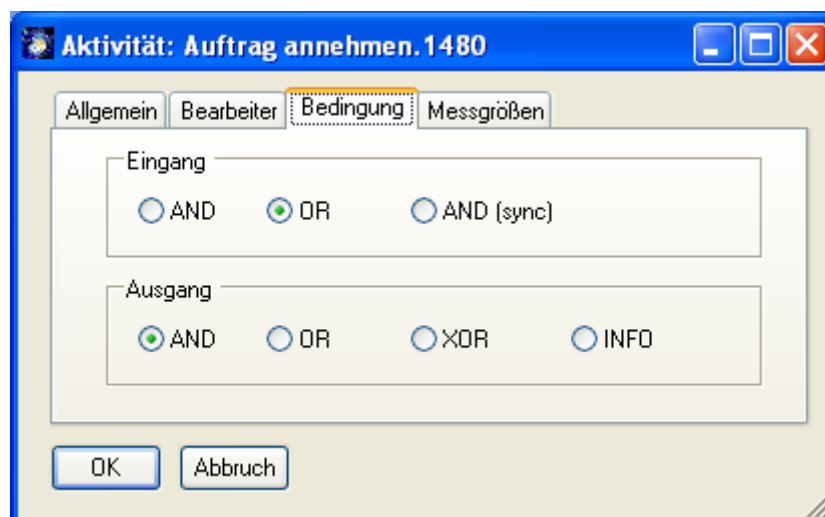 Aktivität: Auftrag annehmen.1480
Allgemein Bearbeiter Bedingung Messgrößen
Eingang
AND OR AND (sync)
Ausgang
AND OR XOR INFO
OK Abbruch